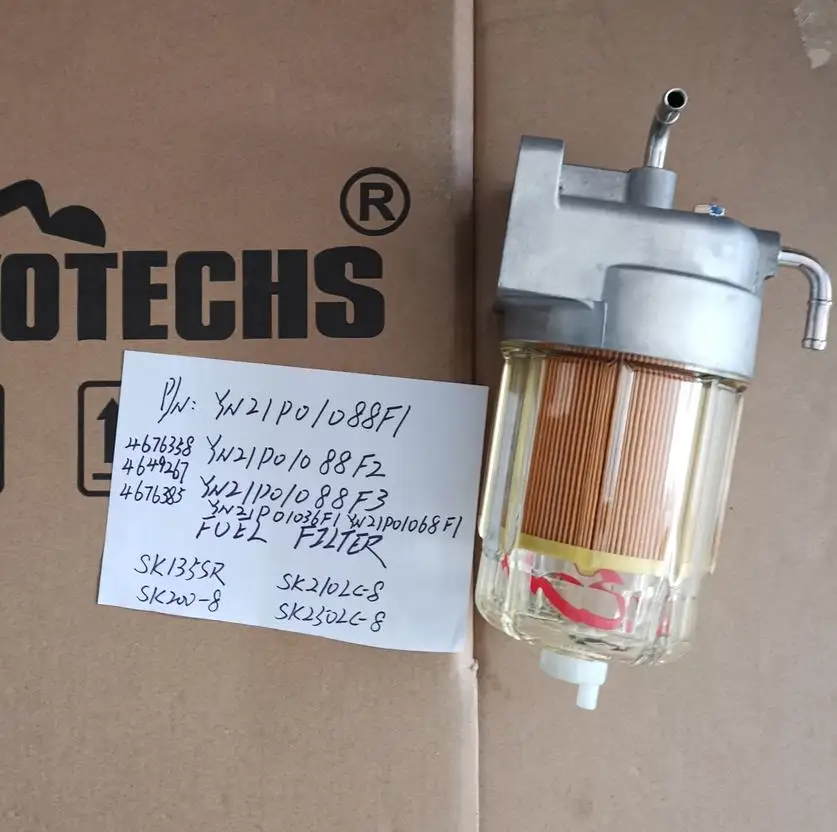 OTECHS
®
P/N: YN21P01088F1
4676338 YN21P01088F2
4649267
4676385 YN21P01088F3
YN21P01036F1 YN21P01068F1
FUEL FILTER
SK135SR SK210LC-8
SK200-8 SK250LC-8